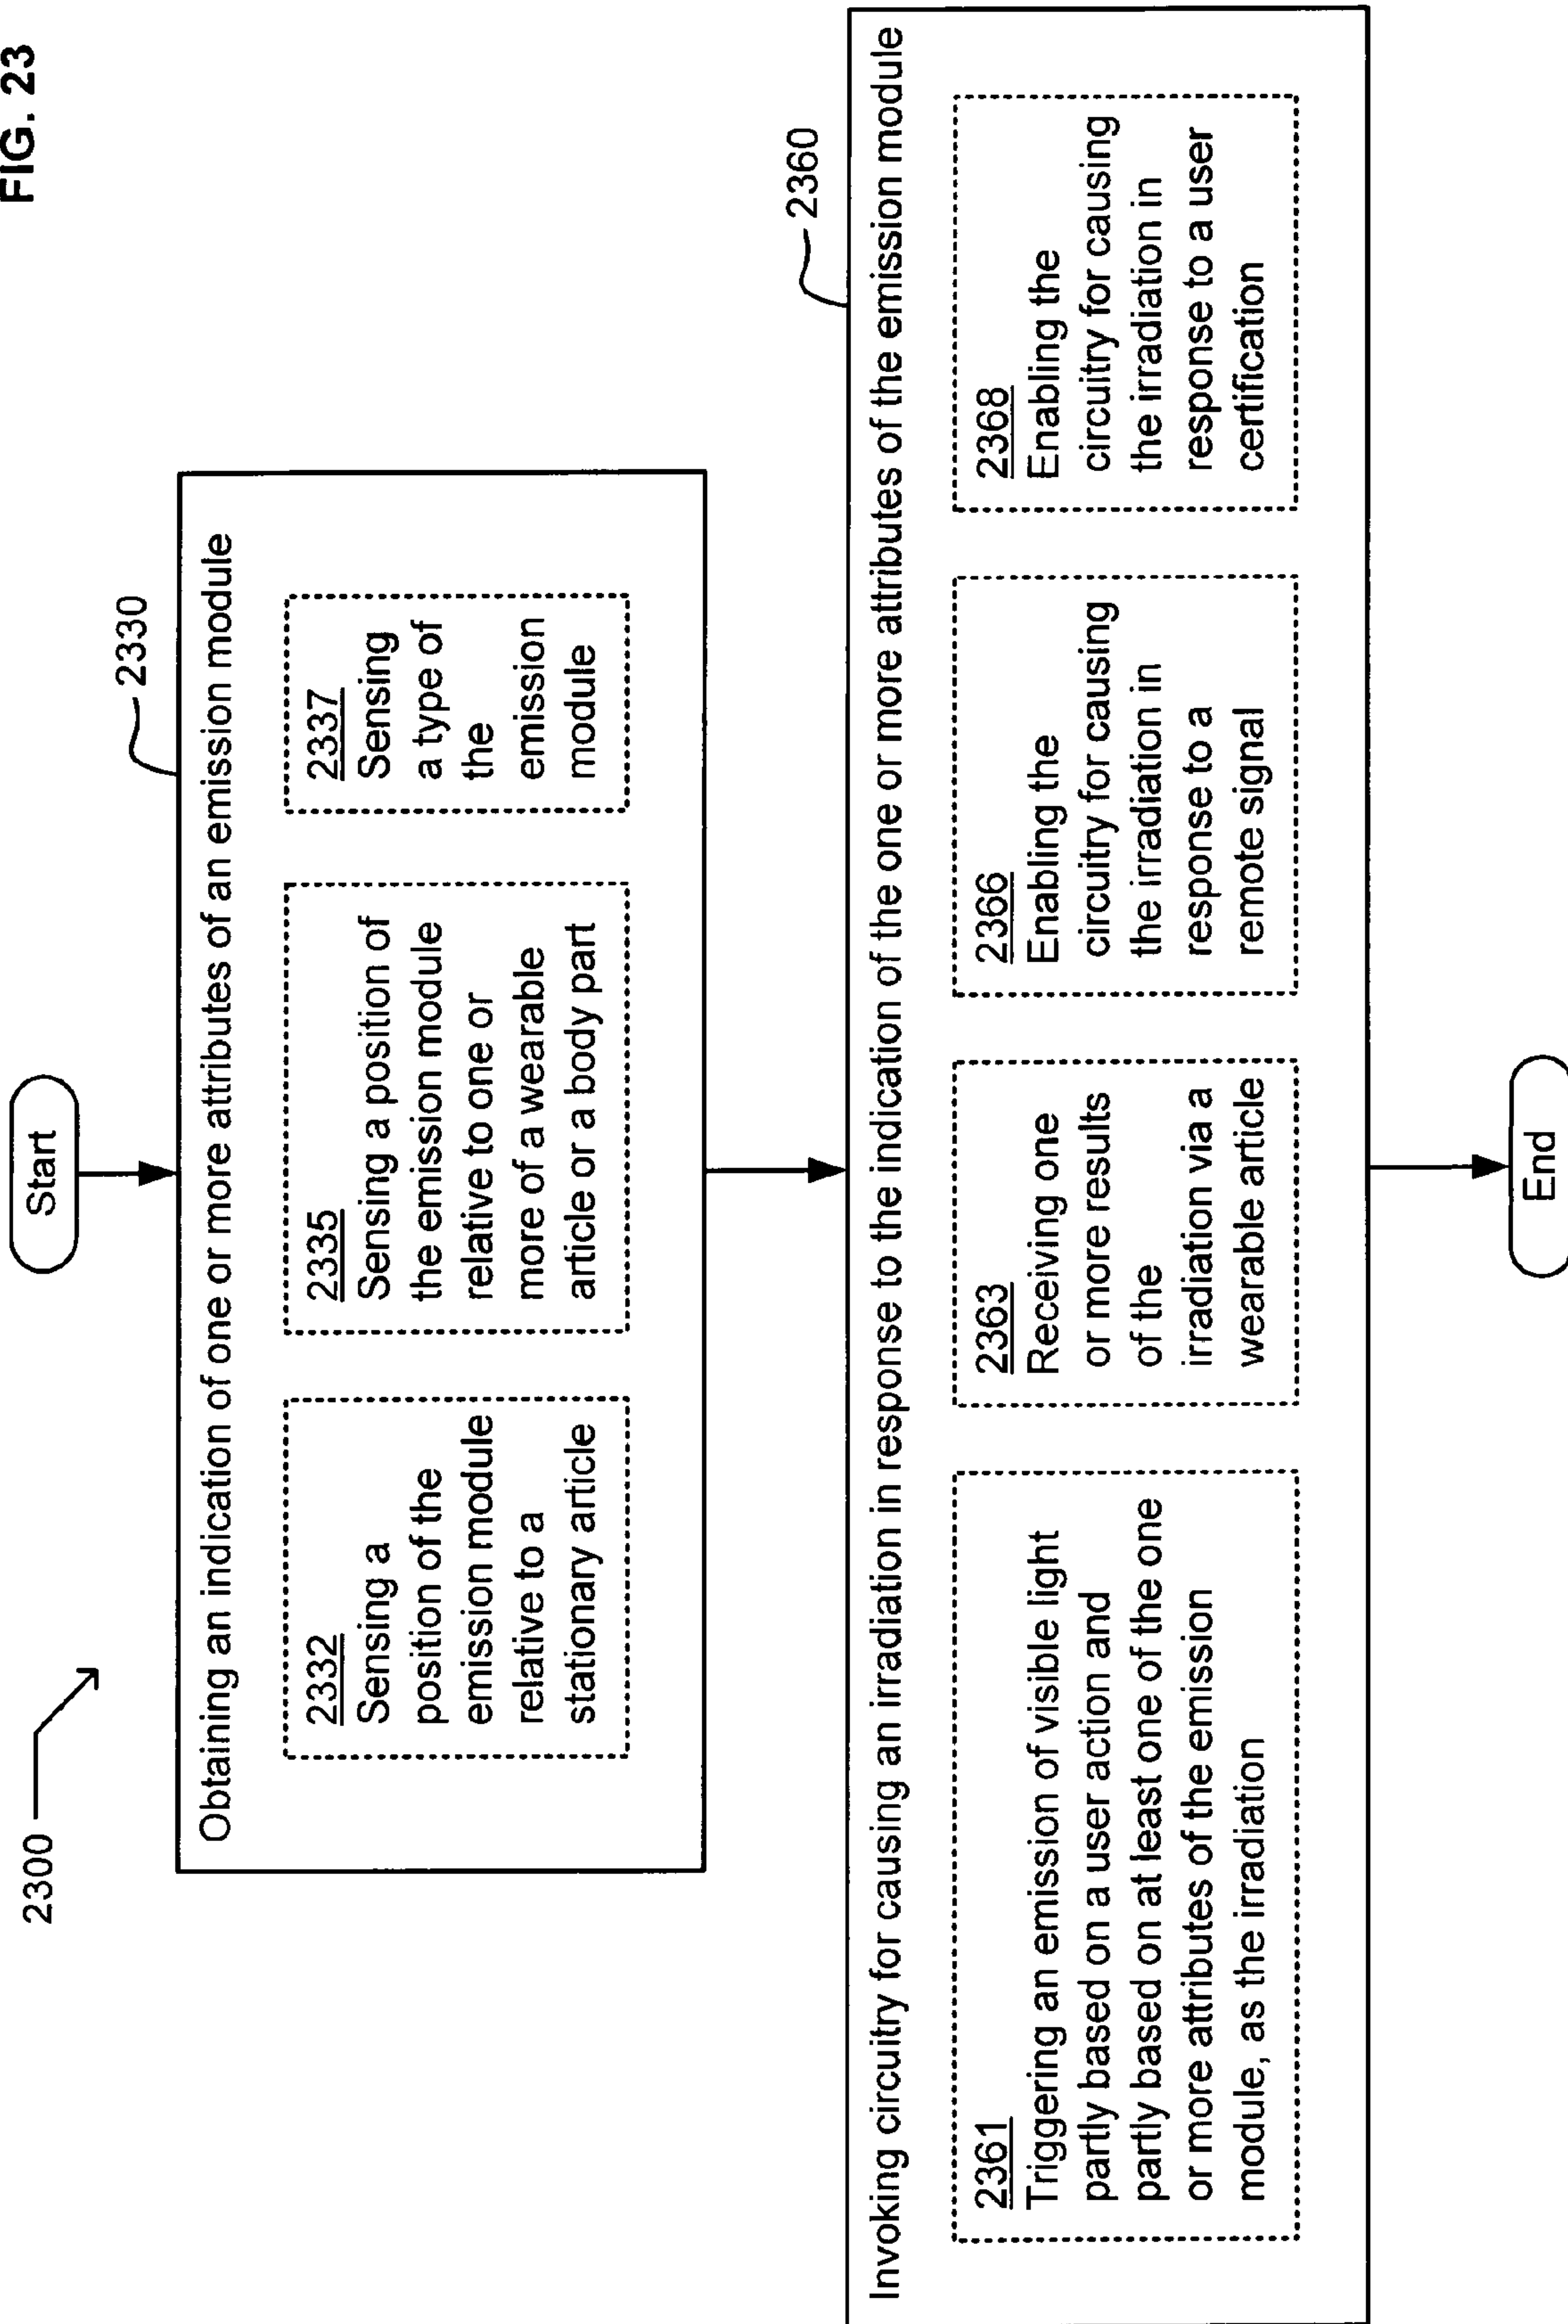 FIG. 23
2300
Start
2330
Obtaining an indication of one or more attributes of an emission module
2332
Sensing a
position of the
emission module
relative to a
stationary article
2335
Sensing a position of
the emission module
relative to one or
more of a wearable
article or a body part
2337
Sensing
a type of
the
emission
module
2360
Invoking circuitry for causing an irradiation in response to the indication of the one or more attributes of the emission module
2361
Triggering an emission of visible light
partly based on a user action and
partly based on at least one of the one
or more attributes of the emission
module, as the irradiation
2363
Receiving one
or more results
of the
irradiation via a
wearable article
2366
Enabling the
circuitry for causing
the irradiation in
response to a
remote signal
2368
Enabling the
circuitry for causing
the irradiation in
response to a user
certification
End